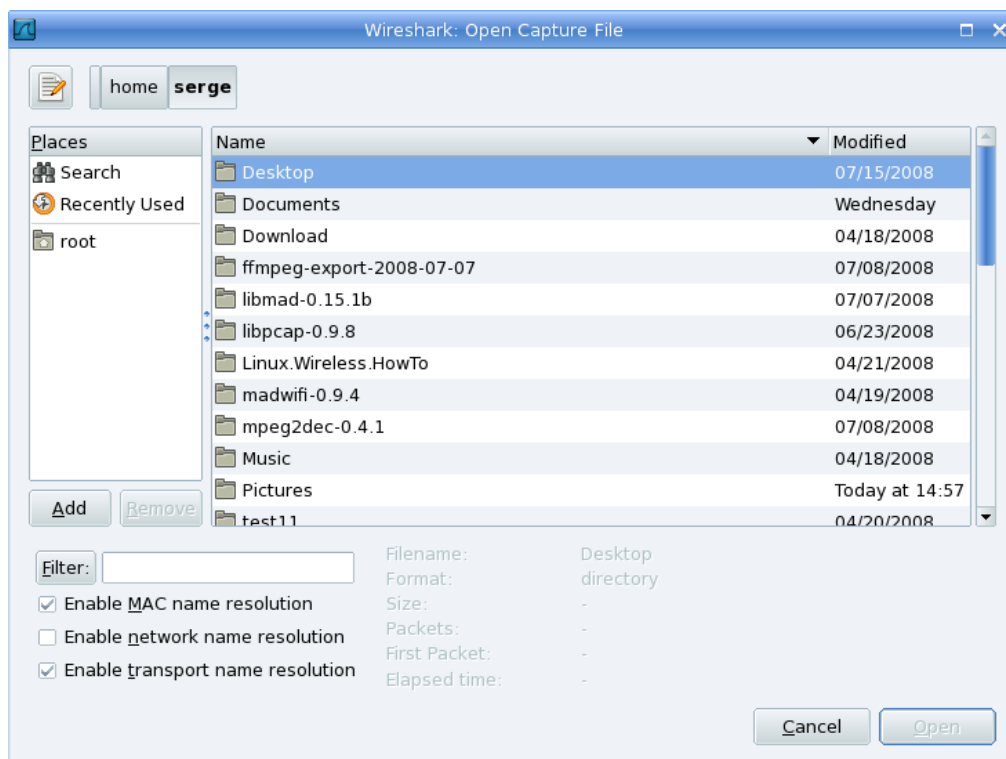 Wireshark: Open Capture File
home serge
Places
Search
Recently Used
root
Add Remove
Name Modified
Desktop 07/15/2008
Documents Wednesday
Download 04/18/2008
ffmpeg-export-2008-07-07 07/08/2008
libmad-0.15.1b 07/07/2008
libpcap-0.9.8 06/23/2008
Linux.Wireless.HowTo 04/21/2008
madwifi-0.9.4 04/19/2008
mpeg2dec-0.4.1 07/08/2008
Music 04/18/2008
Pictures Today at 14:57
test11 04/20/2008
Filter:
Enable MAC name resolution
Enable network name resolution
Enable transport name resolution
Filename: Desktop
Format: directory
Size: -
Packets: -
First Packet: -
Elapsed time: -
Cancel Open